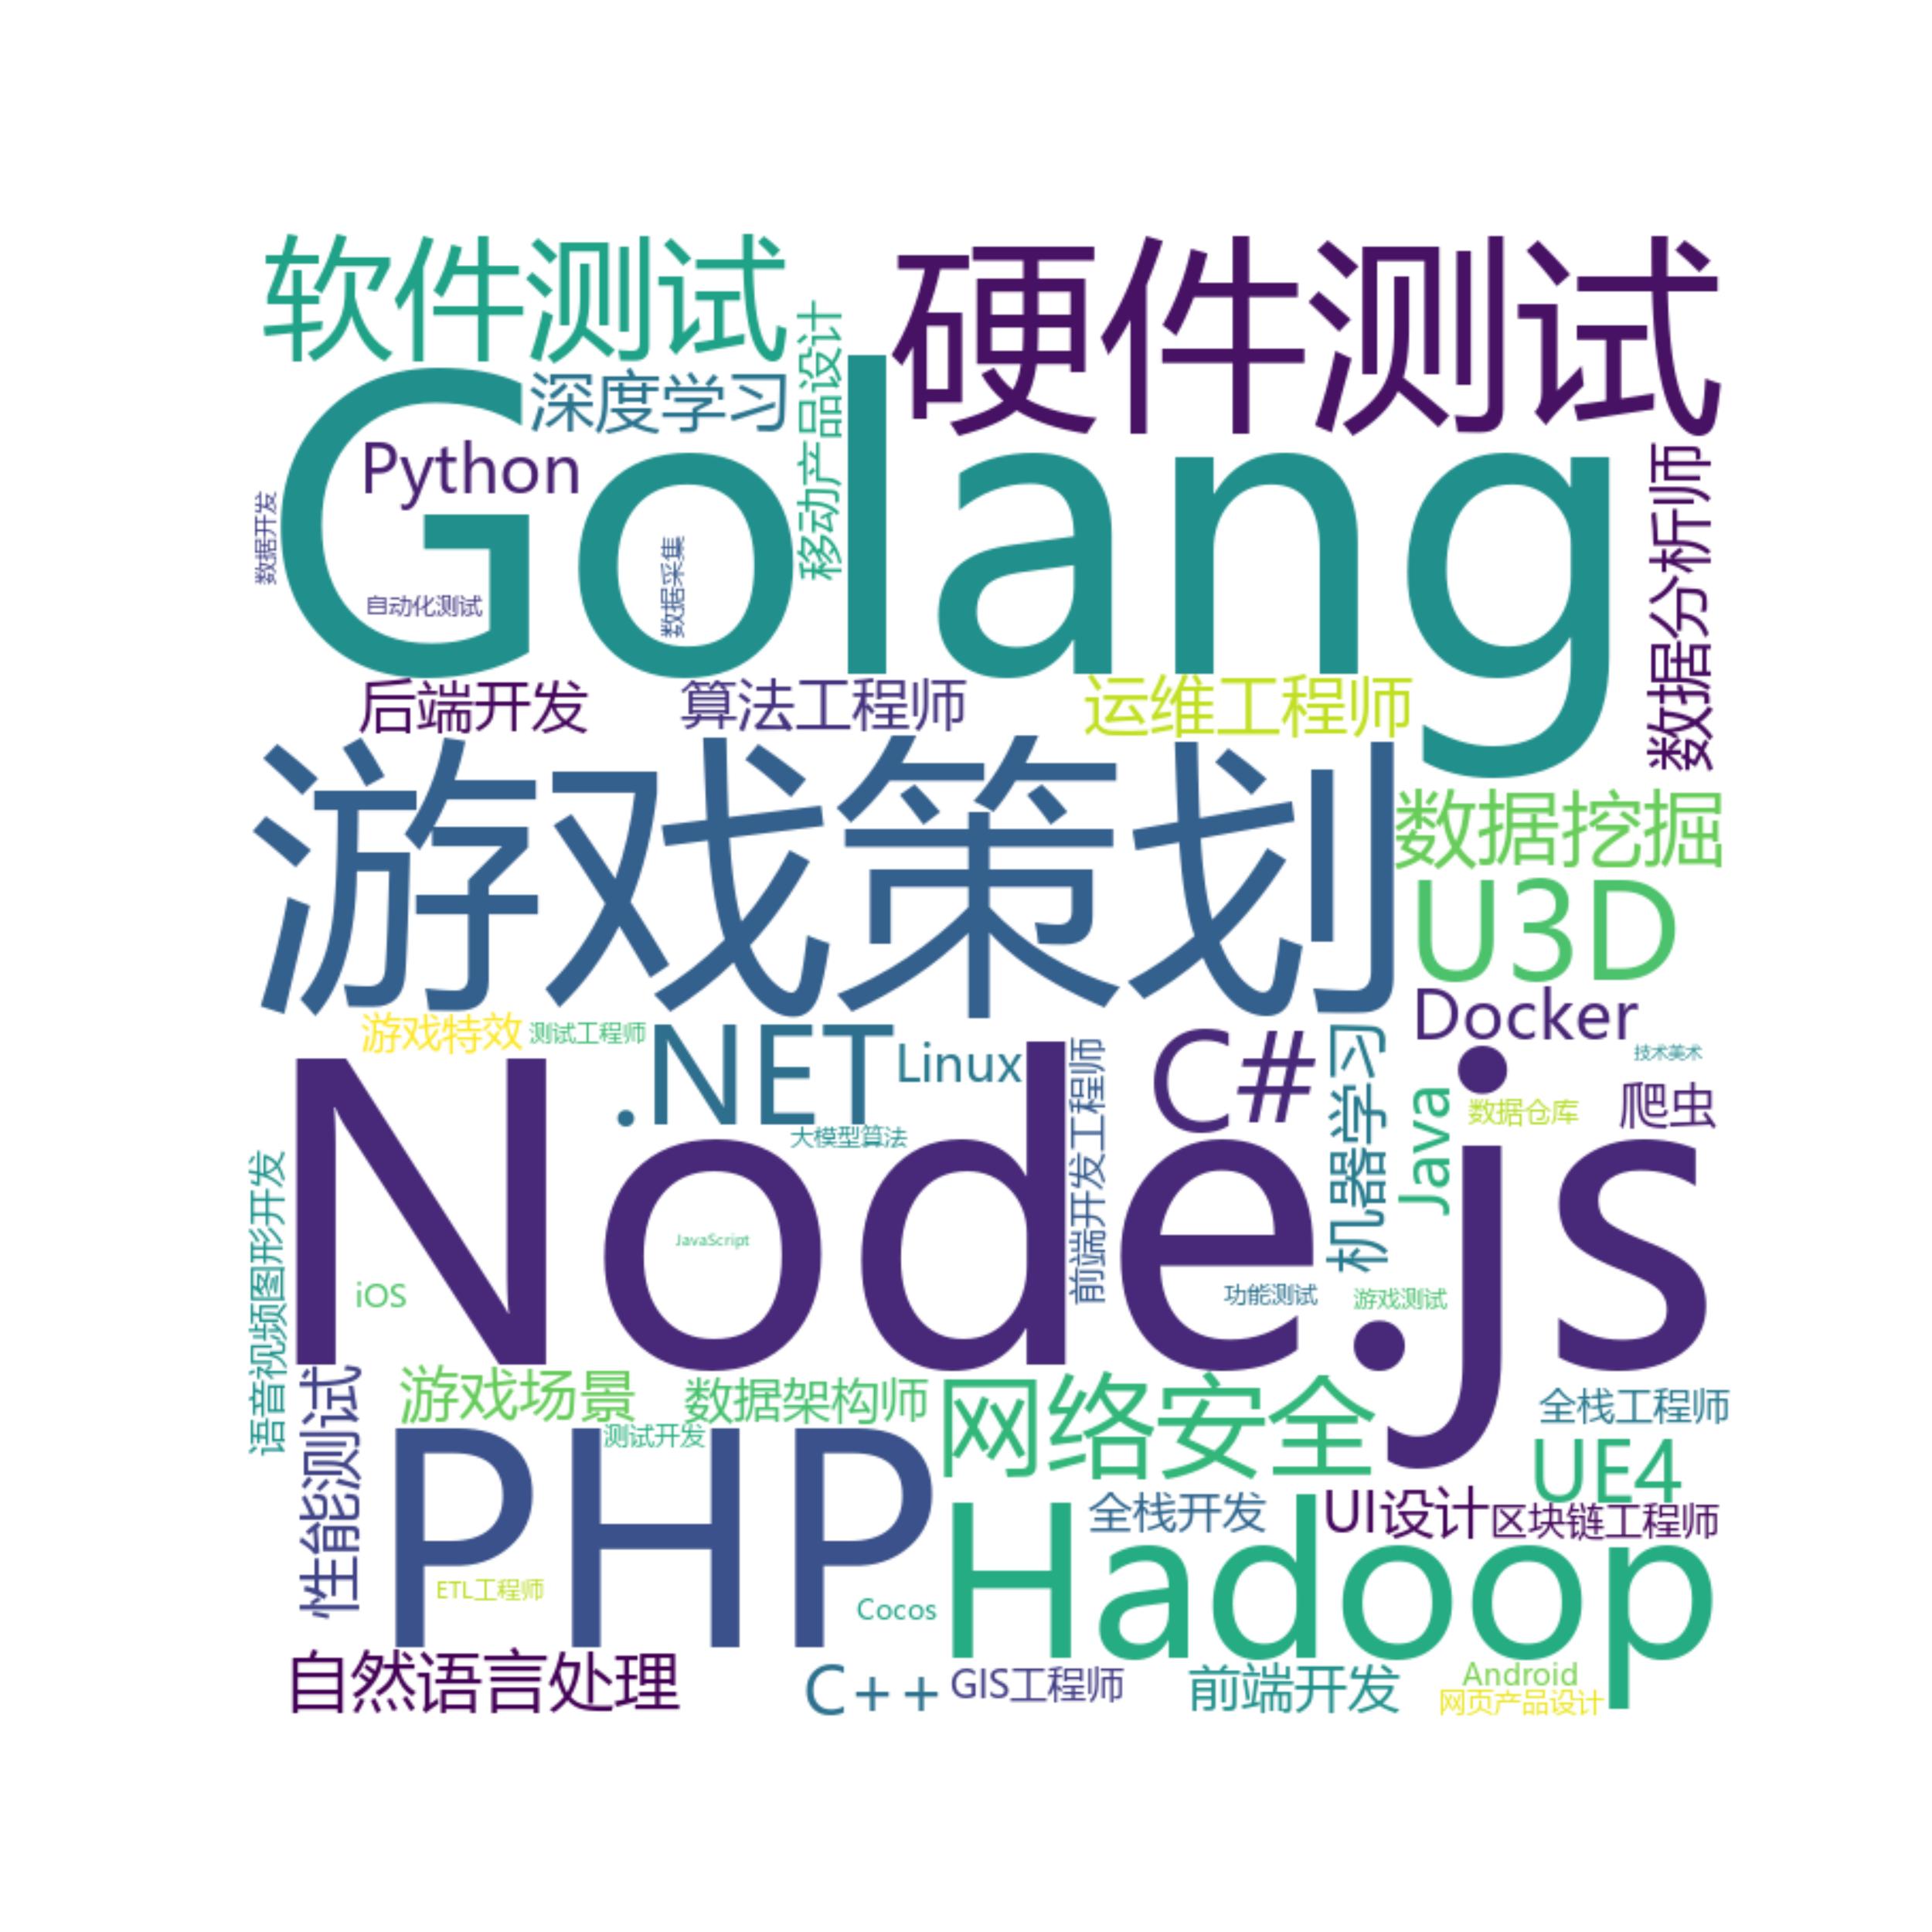 软件测试
硬件测试
移动产品设计
深度学习
Golang
Python
数据分析师
数据开发
数据采集
自动化测试
后端开发
算法工程师
运维工程师
游戏策划
数据挖掘
U3D
Docker
游戏特效
测试工程师
.NET
Linux
前端开发工程师
C#
机器学习
技术美术
Java
数据仓库
爬虫
大模型算法
Node.js
语音视频图形开发
JavaScript
iOS
功能测试
游戏测试
性能测试
游戏场景
数据架构师
网络安全
全栈工程师
测试开发
PHP
UE4
全栈开发
UI设计
区块链工程师
Hadoop
ETL工程师
Cocos
自然语言处理
C++
GIS工程师
前端开发
Android
网页产品设计